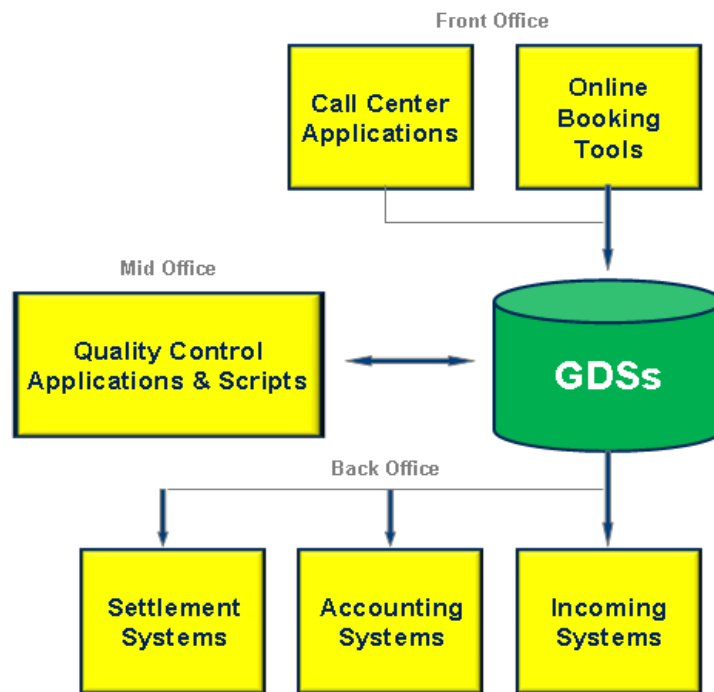 Front Office
Call Center
Applications
Online
Booking
Tools
Mid Office
Quality Control
Applications & Scripts
GDSs
Back Office
Settlement
Systems
Accounting
Systems
Incoming
Systems